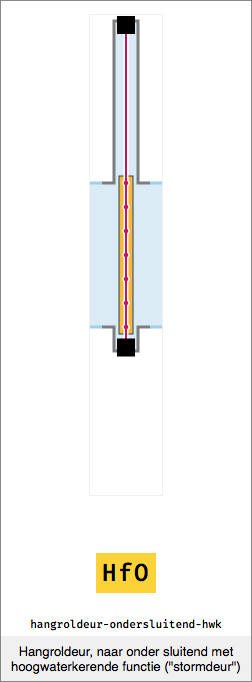 HfO
hangroldeur-ondersluitend-hwk
Hangroldeur, naar onder sluitend met
hoogwaterkerende functie ("stormdeur")